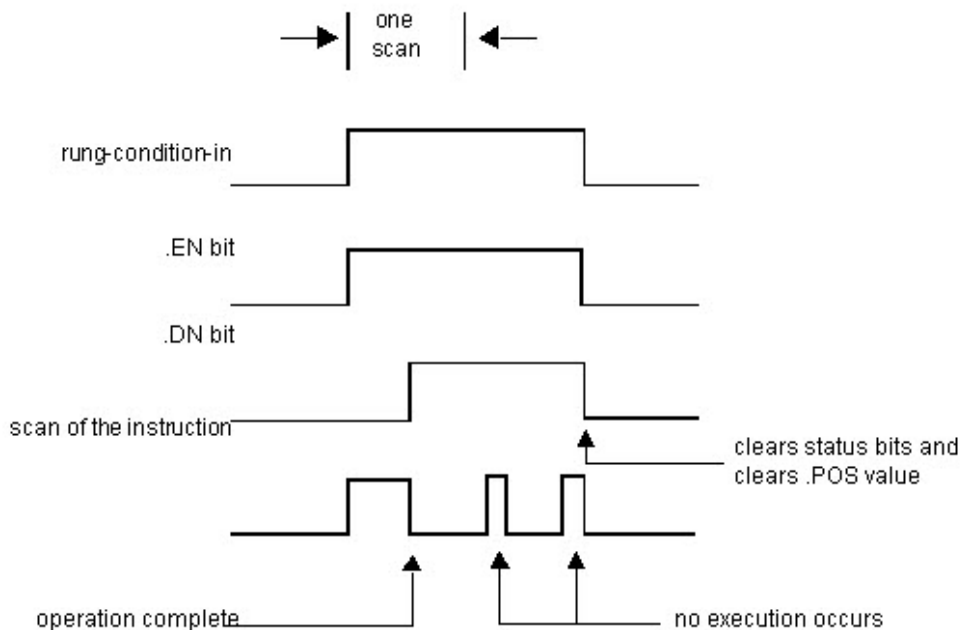 one
scan
rung-condition-in
.EN bit
.DN bit
scan of the instruction
clears status bits and
clears .POS value
operation complete
no execution occurs